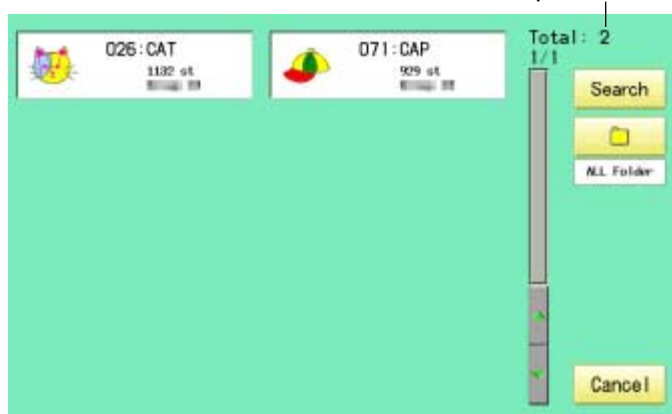 026:CAT
1132 st
071:CAP
929 st
Total: 2
1/1
Search
ALL Folder
Cancel